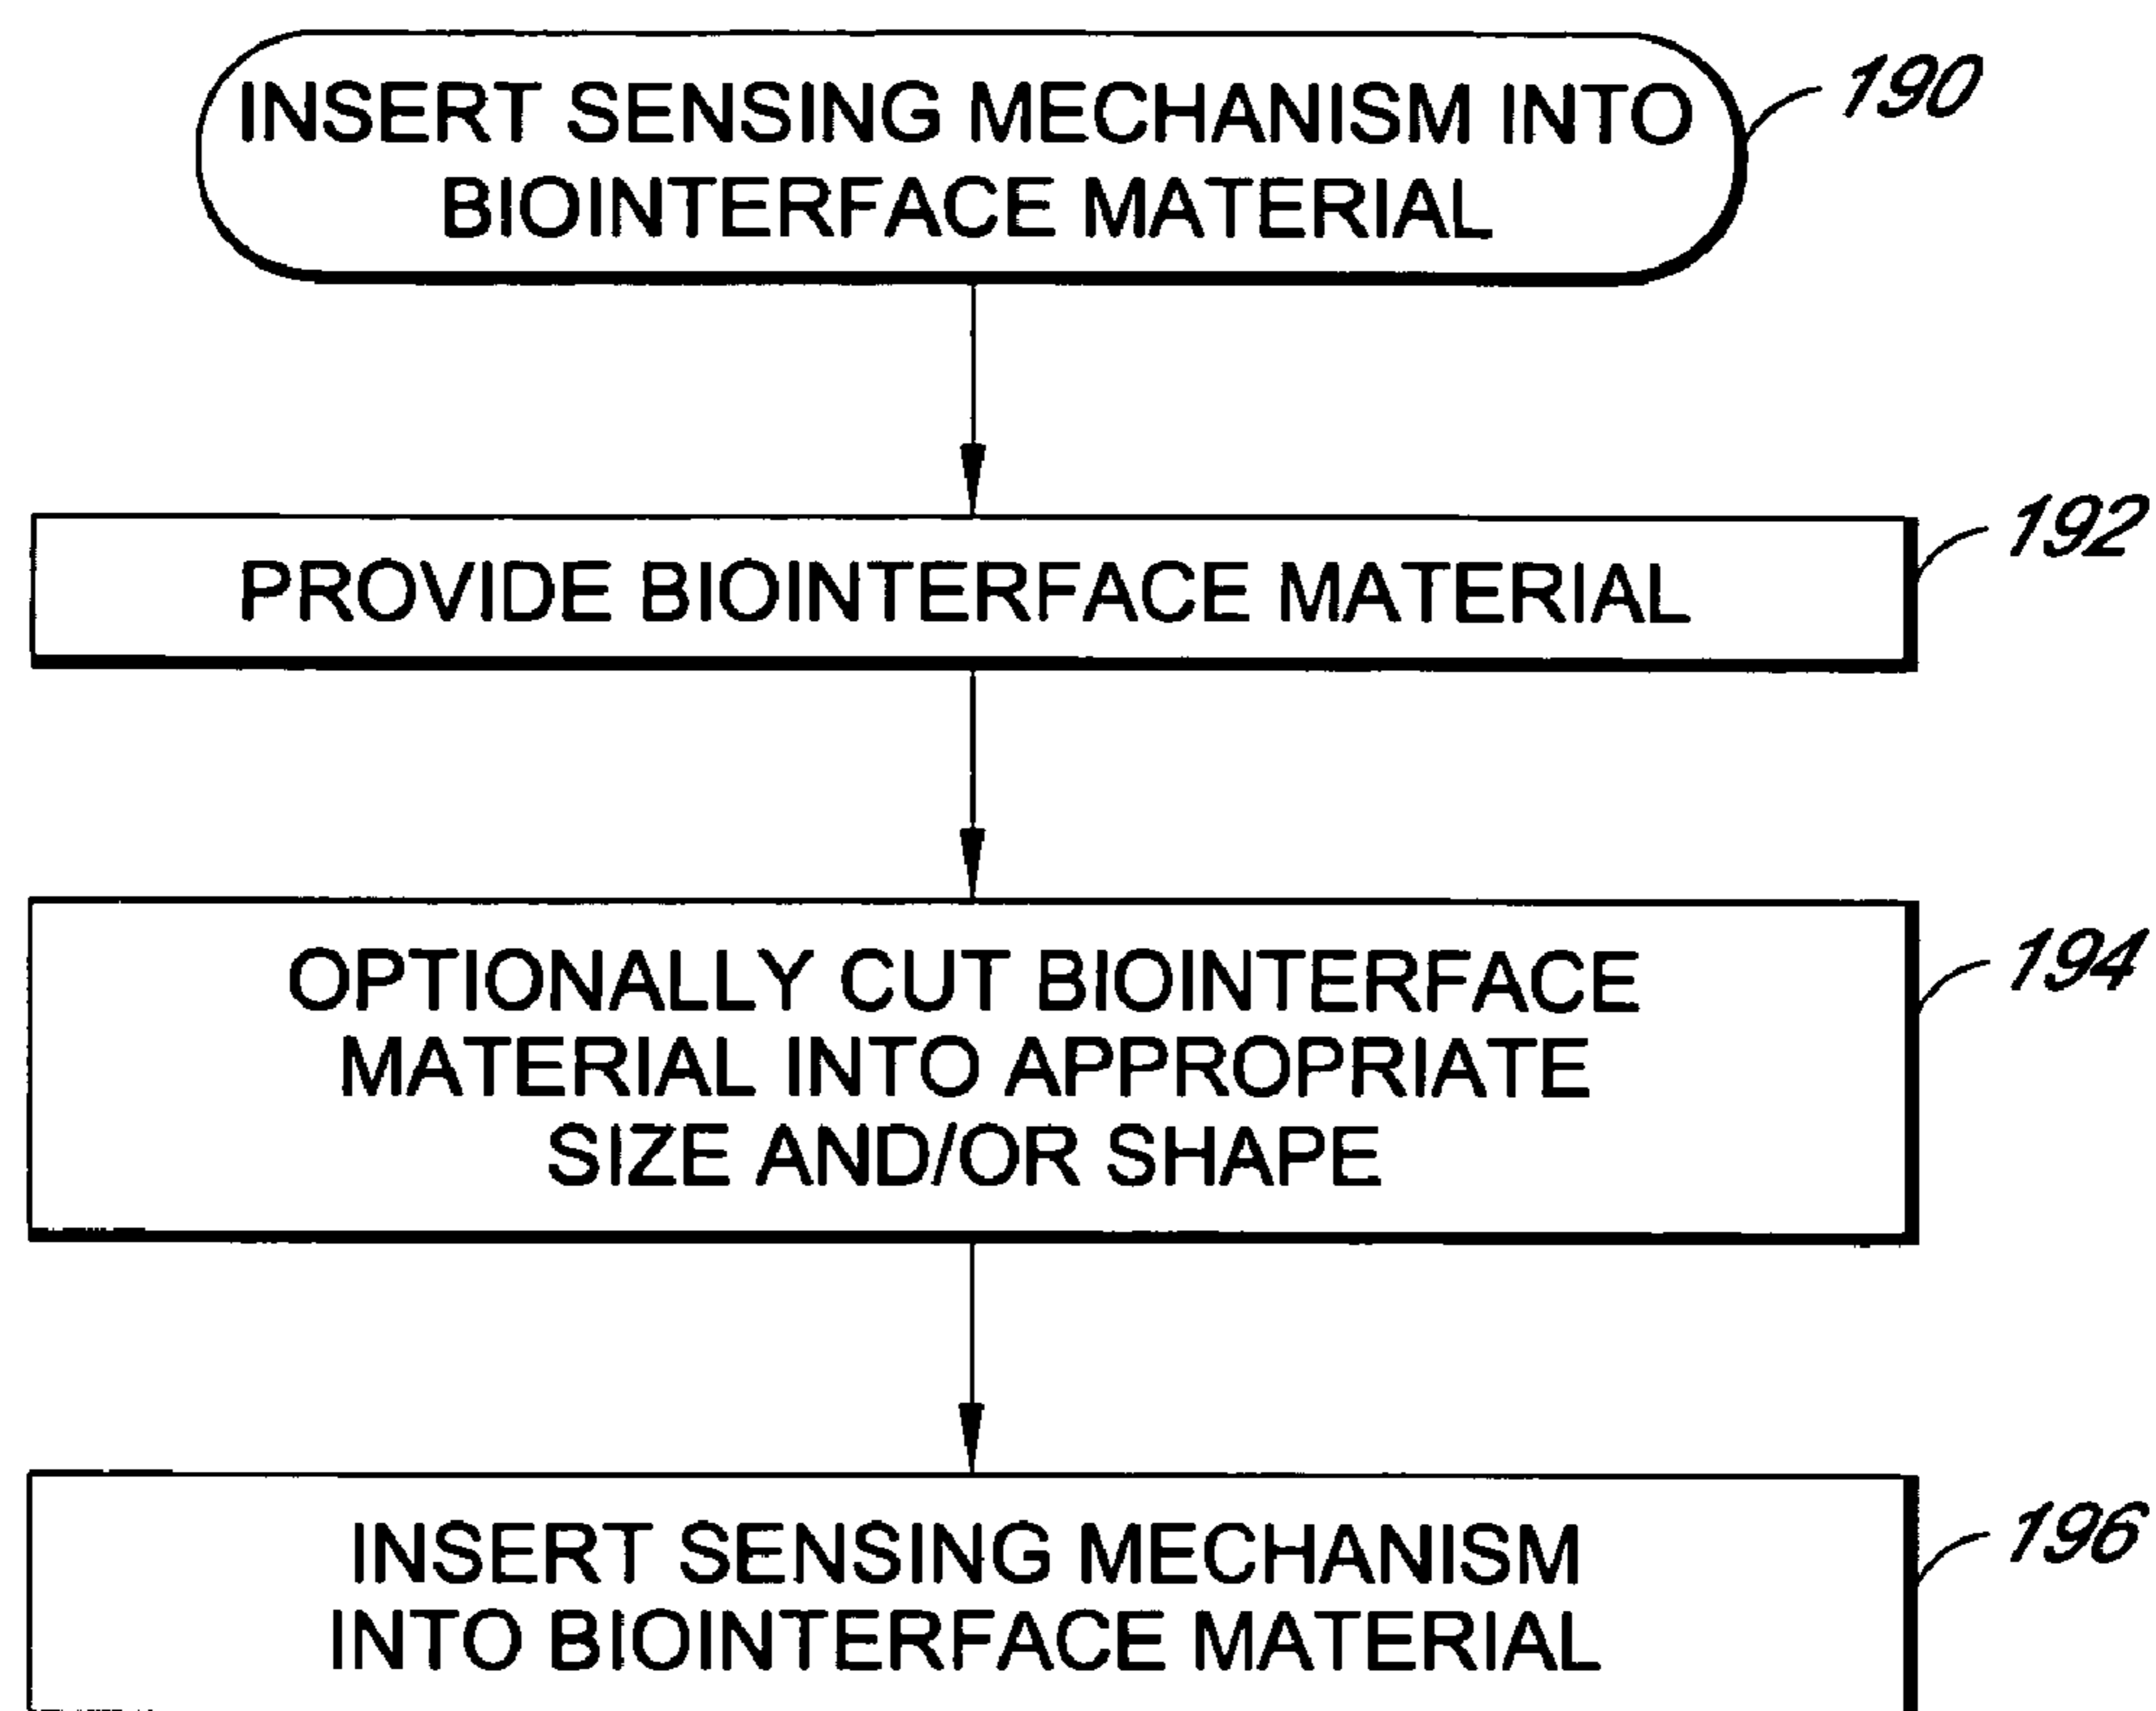 INSERT SENSING MECHANISM INTO
BIOINTERFACE MATERIAL
190
PROVIDE BIOINTERFACE MATERIAL
192
OPTIONALLY CUT BIOINTERFACE
MATERIAL INTO APPROPRIATE
SIZE AND/OR SHAPE
194
INSERT SENSING MECHANISM
INTO BIOINTERFACE MATERIAL
196